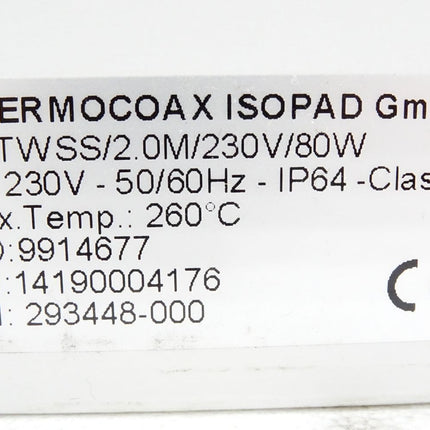 ERMOCOAX ISOPAD Gm
TWSS/2.0M/230V/80W
230V - 50/60Hz - IP64 -Clas
x.Temp.: 260°C
:9914677
:14190004176
: 293448-000